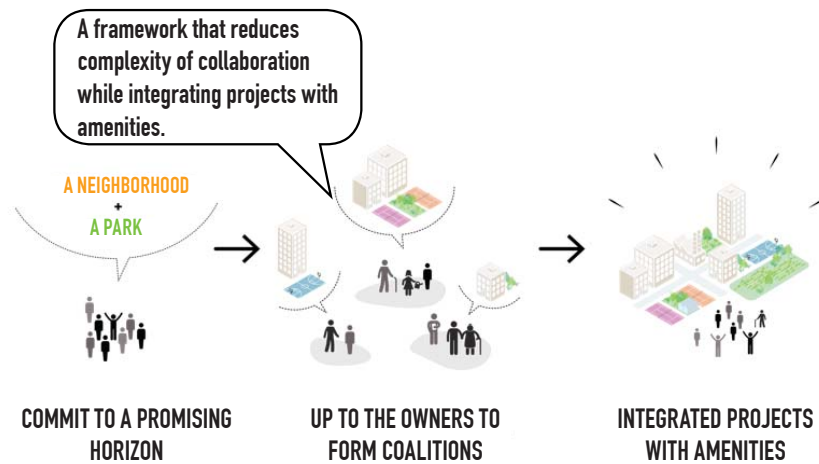 A framework that reduces
complexity of collaboration
while integrating projects with
amenities.
A NEIGHBORHOOD
+
A PARK
COMMIT TO A PROMISING
HORIZON
UP TO THE OWNERS TO
FORM COALITIONS
INTEGRATED PROJECTS
WITH AMENITIES